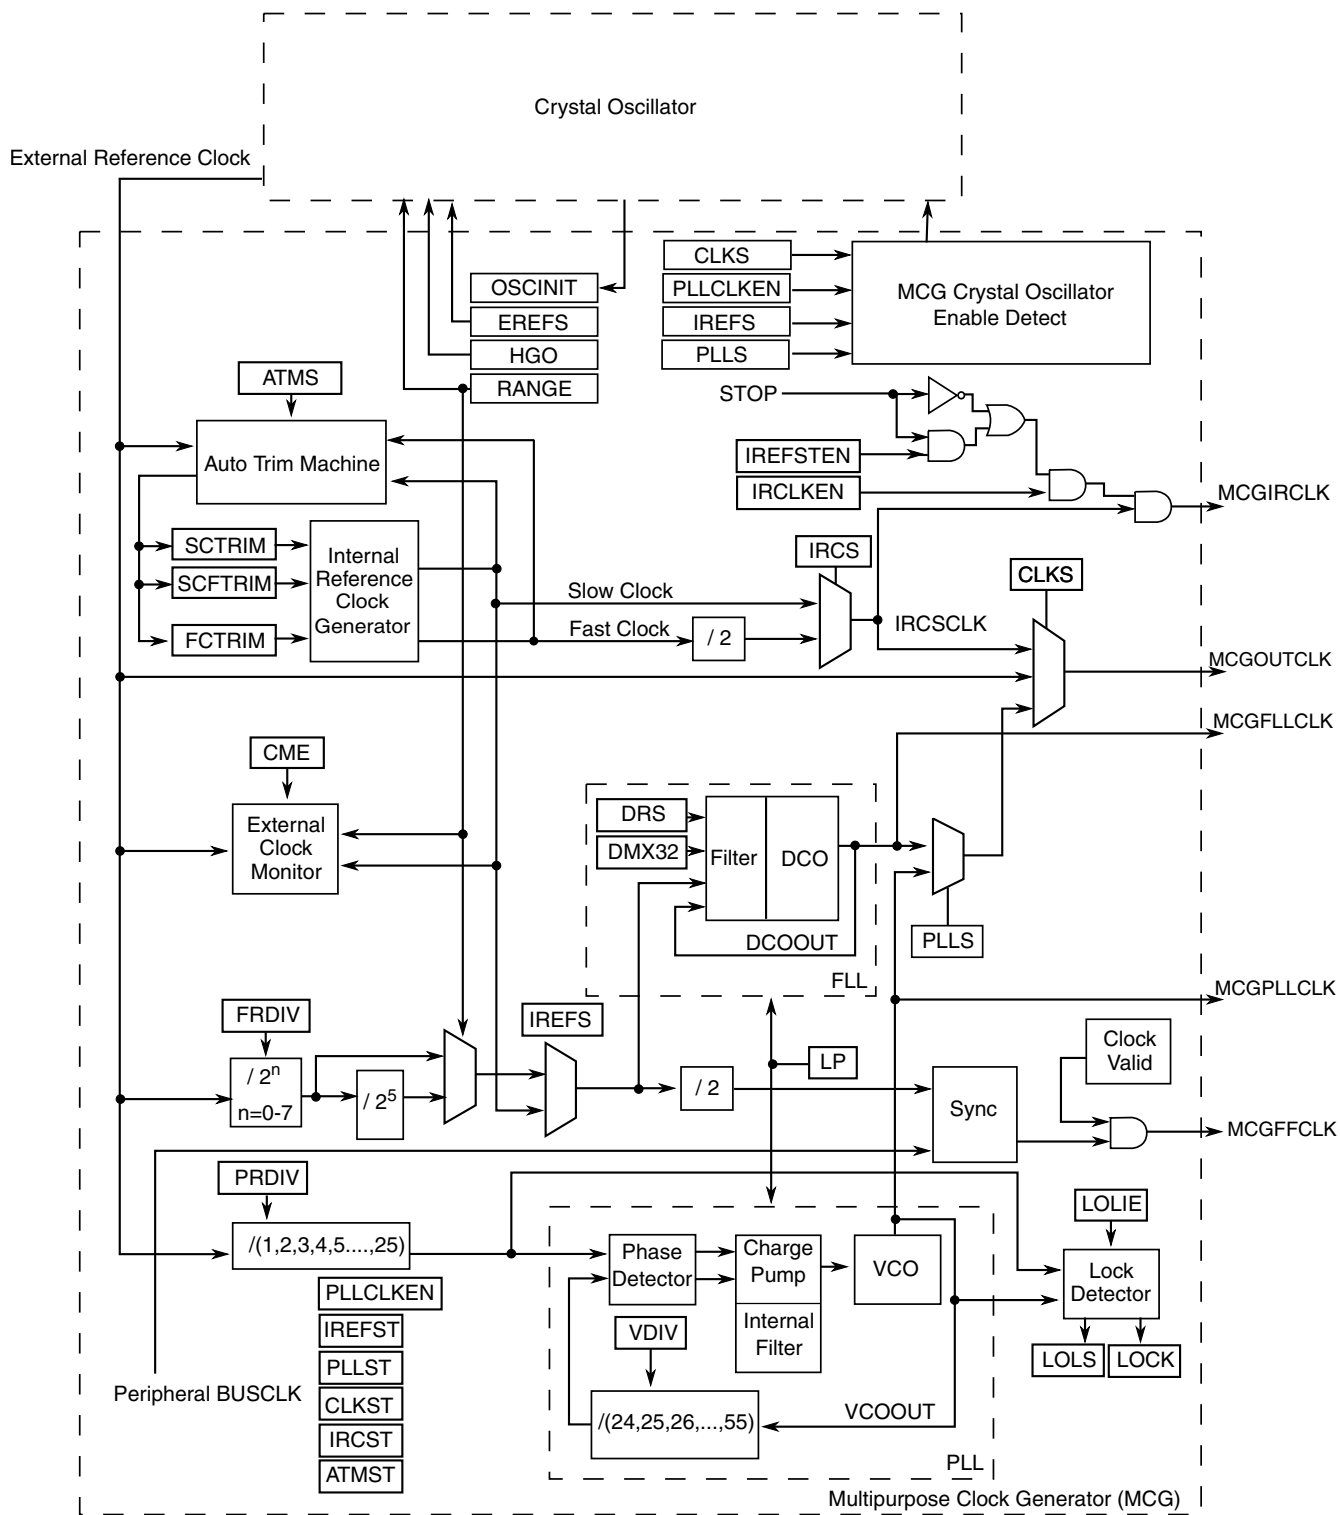 Crystal Oscillator
External Reference Clock
CLKS
PLLCLKEN
IREFS
PLLS
MCG Crystal Oscillator
Enable Detect
OSCINIT
EREFS
HGO
RANGE
ATMS
STOP
Auto Trim Machine
IREFSTEN
IRCLKEN
MCGIRCLK
SCTRIM
SCFTRIM
FCTRIM
Internal
Reference
Clock
Generator
IRCS
CLKS
Slow Clock
Fast Clock
/ 2
IRCSCLK
MCGOUTCLK
MCGFLLCLK
CME
External
Clock
Monitor
DRS
DMX32
Filter
DCO
DCOOUT
FLL
PLLS
MCGPLLCLK
FRDIV
IREFS
/ 2n
n=0-7
/ 25
/ 2
LP
Sync
Clock
Valid
MCGFFCLK
PRDIV
/(1,2,3,4,5....,25)
Phase
Detector
Charge
Pump
Internal
Filter
VCO
LOLIE
Lock
Detector
LOLS
LOCK
PLLCLKEN
IREFST
PLLST
CLKST
IRCST
ATMST
VDIV
/(24,25,26,...,55)
VCOOUT
PLL
Peripheral BUSCLK
Multipurpose Clock Generator (MCG)